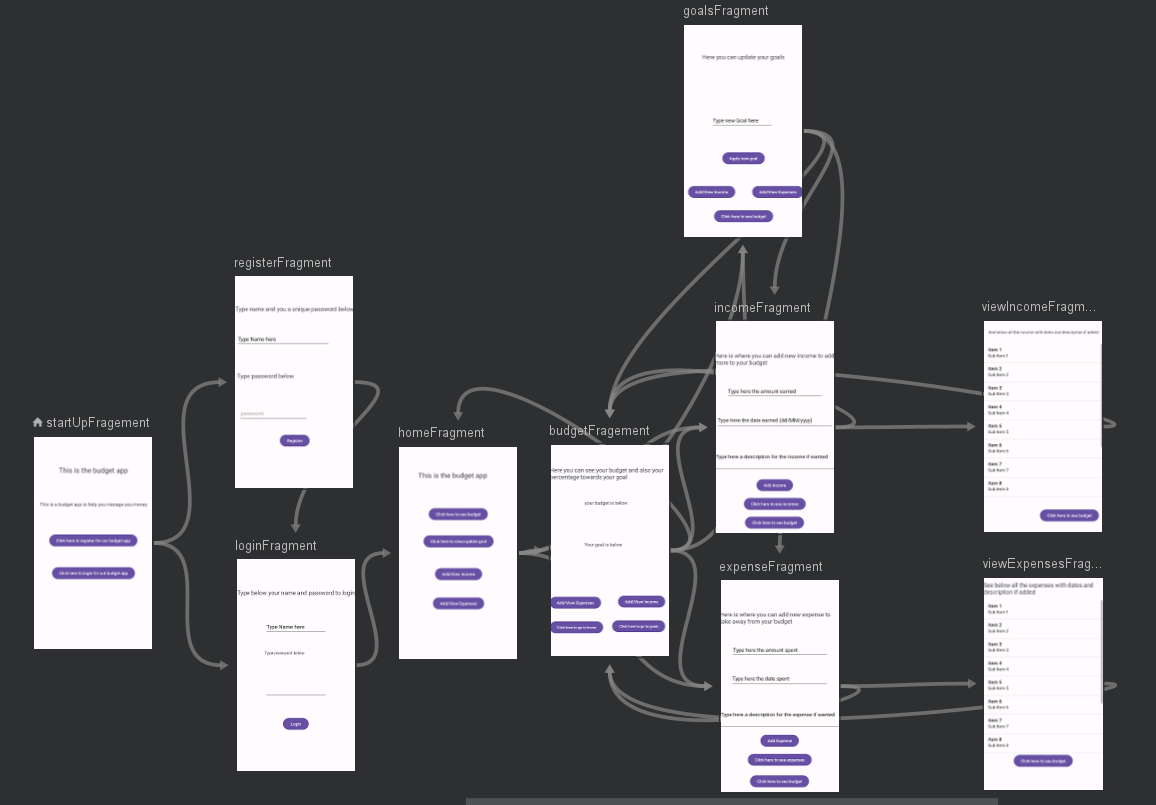 goalsFragment
Here you can update your goals
Type new Goal here
Apply new goal
Add/View Income
Add/View Expenses
Click here to see budget
registerFragment
Type name and you a unique password below
Type Name here
Type password below
password
Register
startUpFragement
This is the budget app
This is a budget app to help you manage you money
Click here to register for our budget app
Click here to login for out budget app
loginFragment
Type below your name and password to login
Type Name here
Type password below
Login
homeFragment
This is the budget app
Click here to see budget
Click here to view/update goal
Add/View Income
Add/View Expenses
budgetFragement
Here you can see your budget and also your
percentage towards your goal
your budget is below
Your goal is below
Add/View Expenses
Add/View Income
Click here to go to home
Click here to go to goals
incomeFragment
Here is where you can add new income to add
more to your budget
Type here the amount earned
Type here the date earned (dd/MM/yyyy)
Type here a description for the income if wanted
Add Income
Click here to see incomes
Click here to see budget
expenseFragment
Here is where you can add new expense to
take away from your budget
Type here the amount spent
Type here the date spent
Type here a description for the expense if wanted
Add Expense
Click here to see expenses
Click here to see budget
viewIncomeFragm...
See below all the incomes with dates and description if added
Item 1
Sub Item 1
Item 2
Sub Item 2
Item 3
Sub Item 3
Item 4
Sub Item 4
Item 5
Sub Item 5
Item 6
Sub Item 6
Item 7
Sub Item 7
Item 8
Sub Item 8
Click here to see budget
viewExpensesFrag...
See below all the expenses with dates and
description if added
Item 1
Sub Item 1
Item 2
Sub Item 2
Item 3
Sub Item 3
Item 4
Sub Item 4
Item 5
Sub Item 5
Item 6
Sub Item 6
Item 7
Sub Item 7
Item 8
Sub Item 8
Click here to see budget